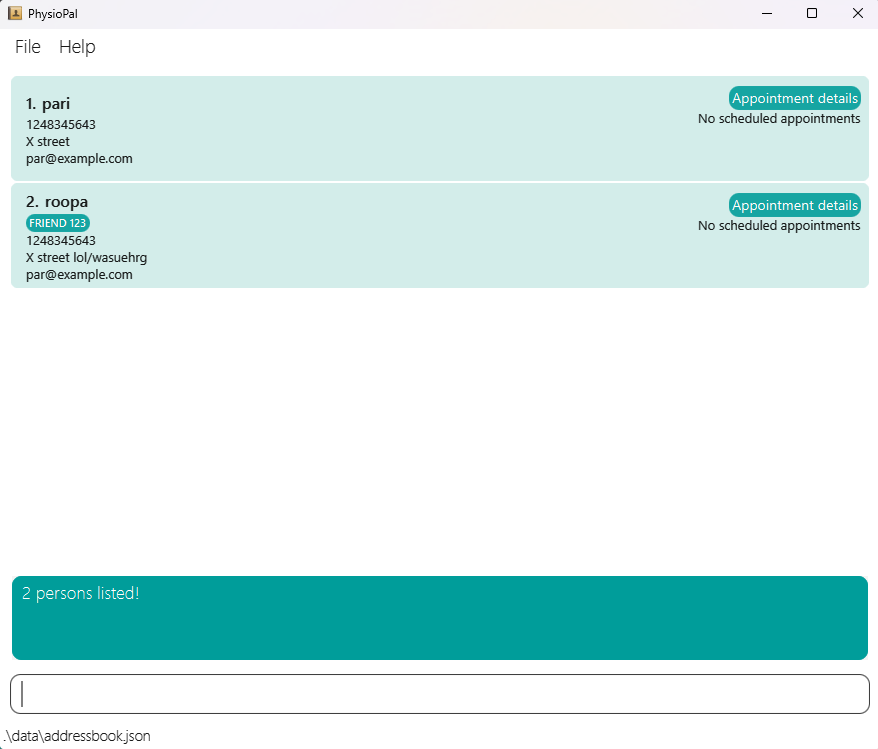 PhysioPal
File Help
1. pari
1248345643
X street
par@example.com
Appointment details
No scheduled appointments
2. roopa
FRIEND 123
1248345643
X street lol/wasuehrg
par@example.com
Appointment details
No scheduled appointments
2 persons listed!
.\data\addressbook.json